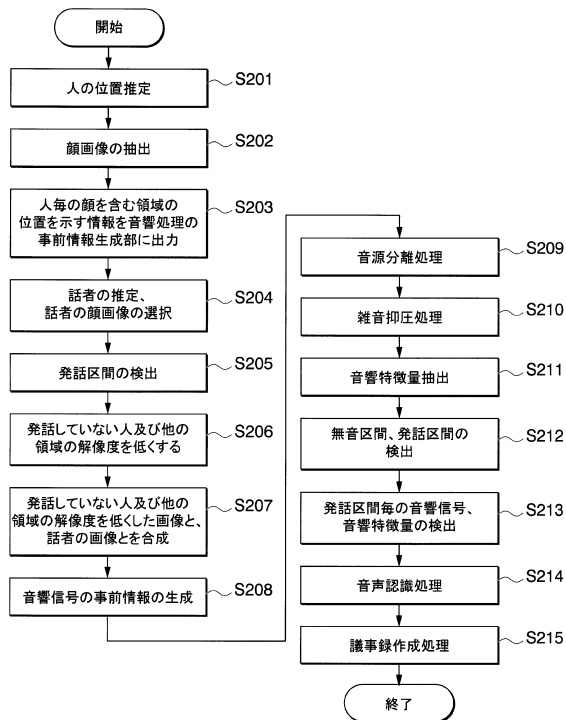 開始
人の位置推定
S201
顔画像の抽出
S202
人毎の顔を含む領域の
位置を示す情報を音響処理の
事前情報生成部に出力
S203
話者の推定、
話者の顔画像の選択
S204
発話区間の検出
S205
発話していない人及び他の
領域の解像度を低くする
S206
発話していない人及び他の
領域の解像度を低くした画像と、
話者の画像とを合成
S207
音響信号の事前情報の生成
S208
音源分離処理
S209
雑音抑圧処理
S210
音響特徴量抽出
S211
無音区間、発話区間の
検出
S212
発話区間毎の音響信号、
音響特徴量の検出
S213
音声認識処理
S214
議事録作成処理
S215
終了